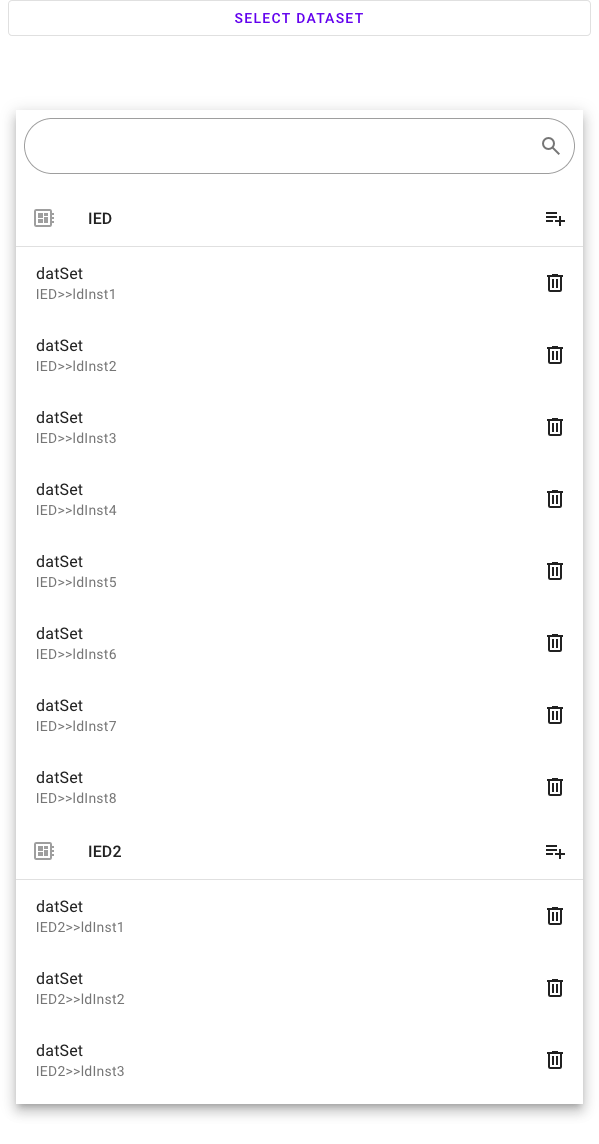 SELECT DATASET
IED
datSet
IED>>ldInst1
datSet
IED>>ldInst2
datSet
IED>>ldInst3
datSet
IED>>ldInst4
datSet
IED>>ldInst5
datSet
IED>>ldInst6
datSet
IED>>ldInst7
datSet
IED>>ldInst8
IED2
datSet
IED2>>ldInst1
datSet
IED2>>ldInst2
datSet
IED2>>ldInst3